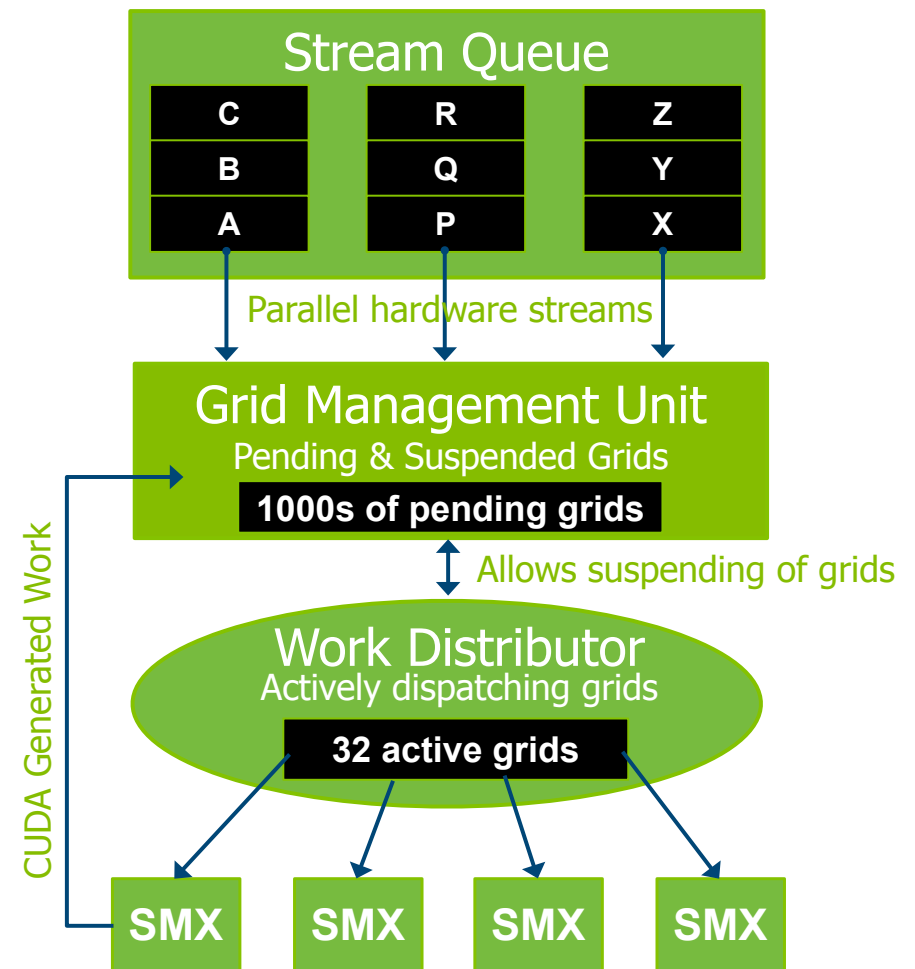 Stream Queue
C R Z
B Q Y
A P X
Parallel hardware streams
Grid Management Unit
Pending & Suspended Grids
1000s of pending grids
Allows suspending of grids
CUDA Generated Work
Work Distributor
Actively dispatching grids
32 active grids
SMX SMX SMX SMX